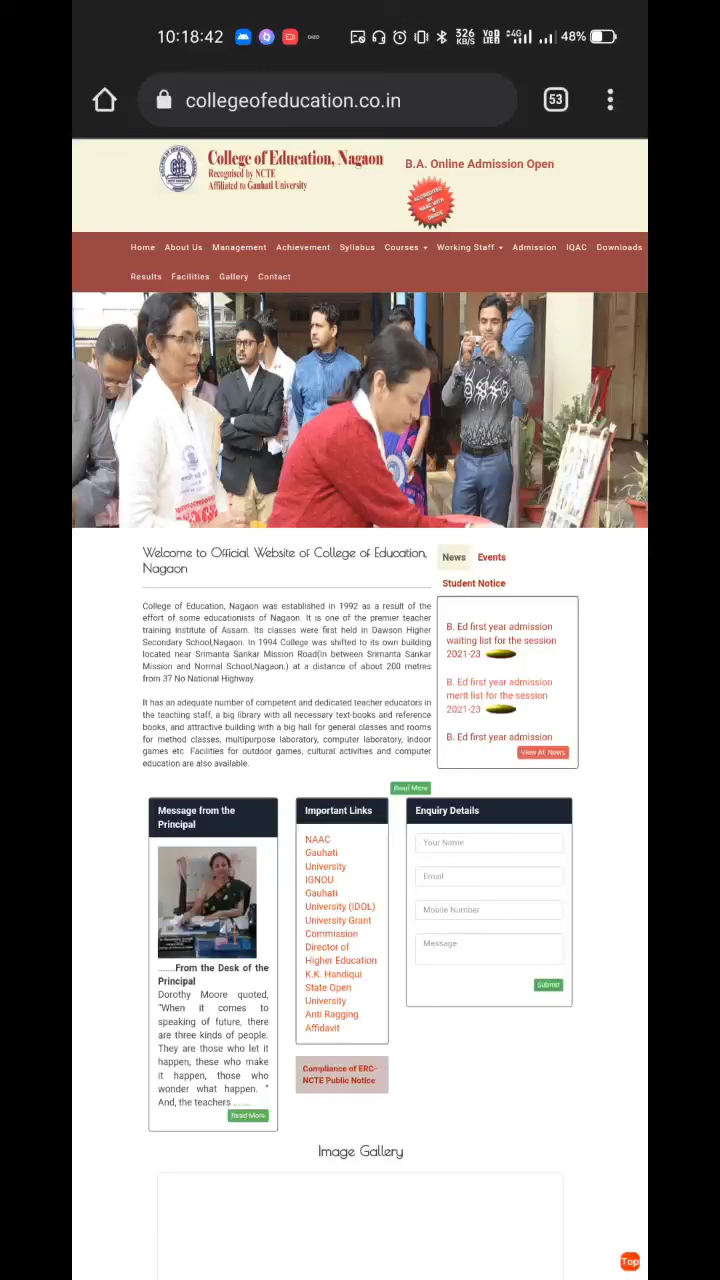 10:18:42
326 KB/S
4G
48%
collegeofeducation.co.in
53
College of Education, Nagaon
Recognised by NCTE
Affiliated to Gauhati University
B.A. Online Admission Open
ACCREDITED BY NAAC WITH
GRADE
Home About Us Management Achievement Syllabus Courses Working Staff Admission IQAC Downloads
Results Facilities Gallery Contact
Welcome to Official Website of College of Education,
Nagaon
College of Education, Nagaon was established in 1992 as a result of the
effort of some educationists of Nagaon. It is one of the premier teacher
training institute of Assam. Its classes were first held in Dawson Higher
Secondary School,Nagaon. In 1994 College was shifted to its own building
located near Srimanta Sankar Mission Road(In between Srimanta Sankar
Mission and Normal School,Nagaon.) at a distance of about 200 metres
from 37 No National Highway.
It has an adequate number of competent and dedicated teacher educators in
the teaching staff, a big library with all necessary text-books and reference
books, and attractive building with a big hall for general classes and rooms
for method classes, multipurpose laboratory, computer laboratory, indoor
games etc. Facilities for outdoor games, cultural activities and computer
education are also available.
Read More
News Events
Student Notice
B. Ed first year admission
waiting list for the session
2021-23
B. Ed first year admission
merit list for the session
2021-23
B. Ed first year admission
View All News
Message from the
Principal
.......From the Desk of the
Principal
Dorothy Moore quoted,
"When it comes to
speaking of future, there
are three kinds of people.
They are those who let it
happen, these who make
it happen, those who
wonder what happen. "
And, the teachers .......
Read More
Important Links
NAAC
Gauhati
University
IGNOU
Gauhati
University (IDOL)
University Grant
Commission
Director of
Higher Education
K.K. Handiqui
State Open
University
Anti Ragging
Affidavit
Compliance of ERC-
NCTE Public Notice
Enquiry Details
Your Name
Email
Mobile Number
Message
Submit
Image Gallery
Top